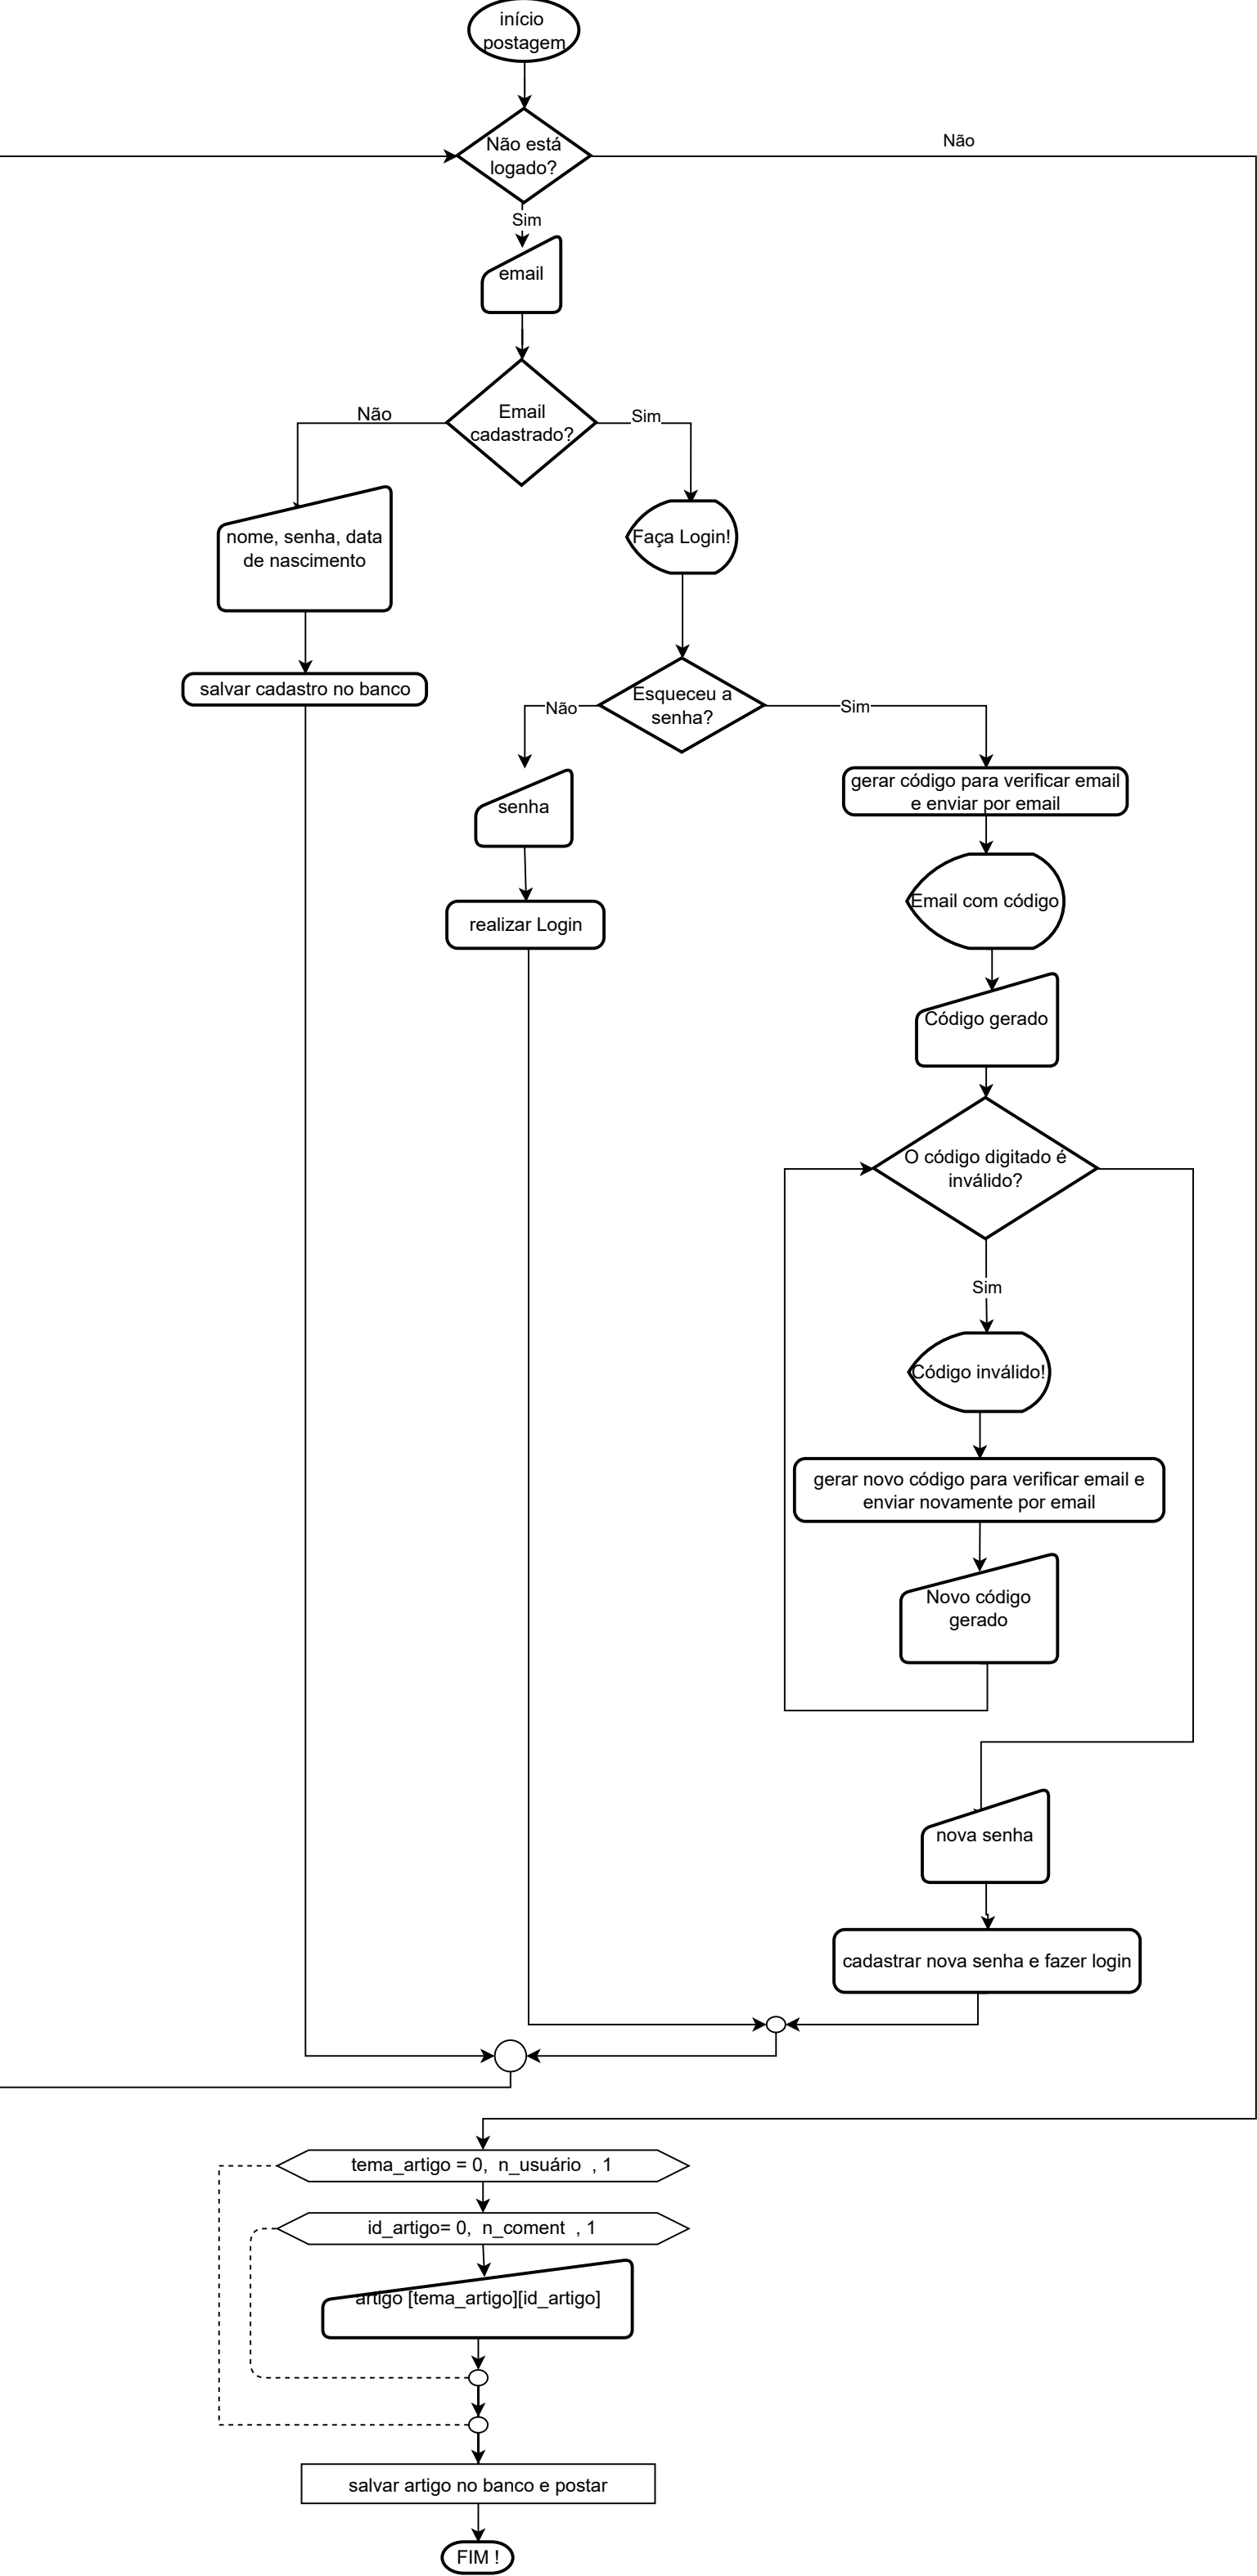 início
postagem
Não está
logado?
Não
Sim
email
Email
cadastrado?
Não
Sim
nome, senha, data
de nascimento
Faça Login!
salvar cadastro no banco
Esqueceu a
senha?
Não
Sim
senha
gerar código para verificar email
e enviar por email
realizar Login
Email com código
Código gerado
O código digitado é
inválido?
Sim
Código inválido!
gerar novo código para verificar email e
enviar novamente por email
Novo código
gerado
nova senha
cadastrar nova senha e fazer login
tema_artigo = 0, n_usuário , 1
id_artigo= 0, n_coment , 1
artigo [tema_artigo][id_artigo]
salvar artigo no banco e postar
FIM !